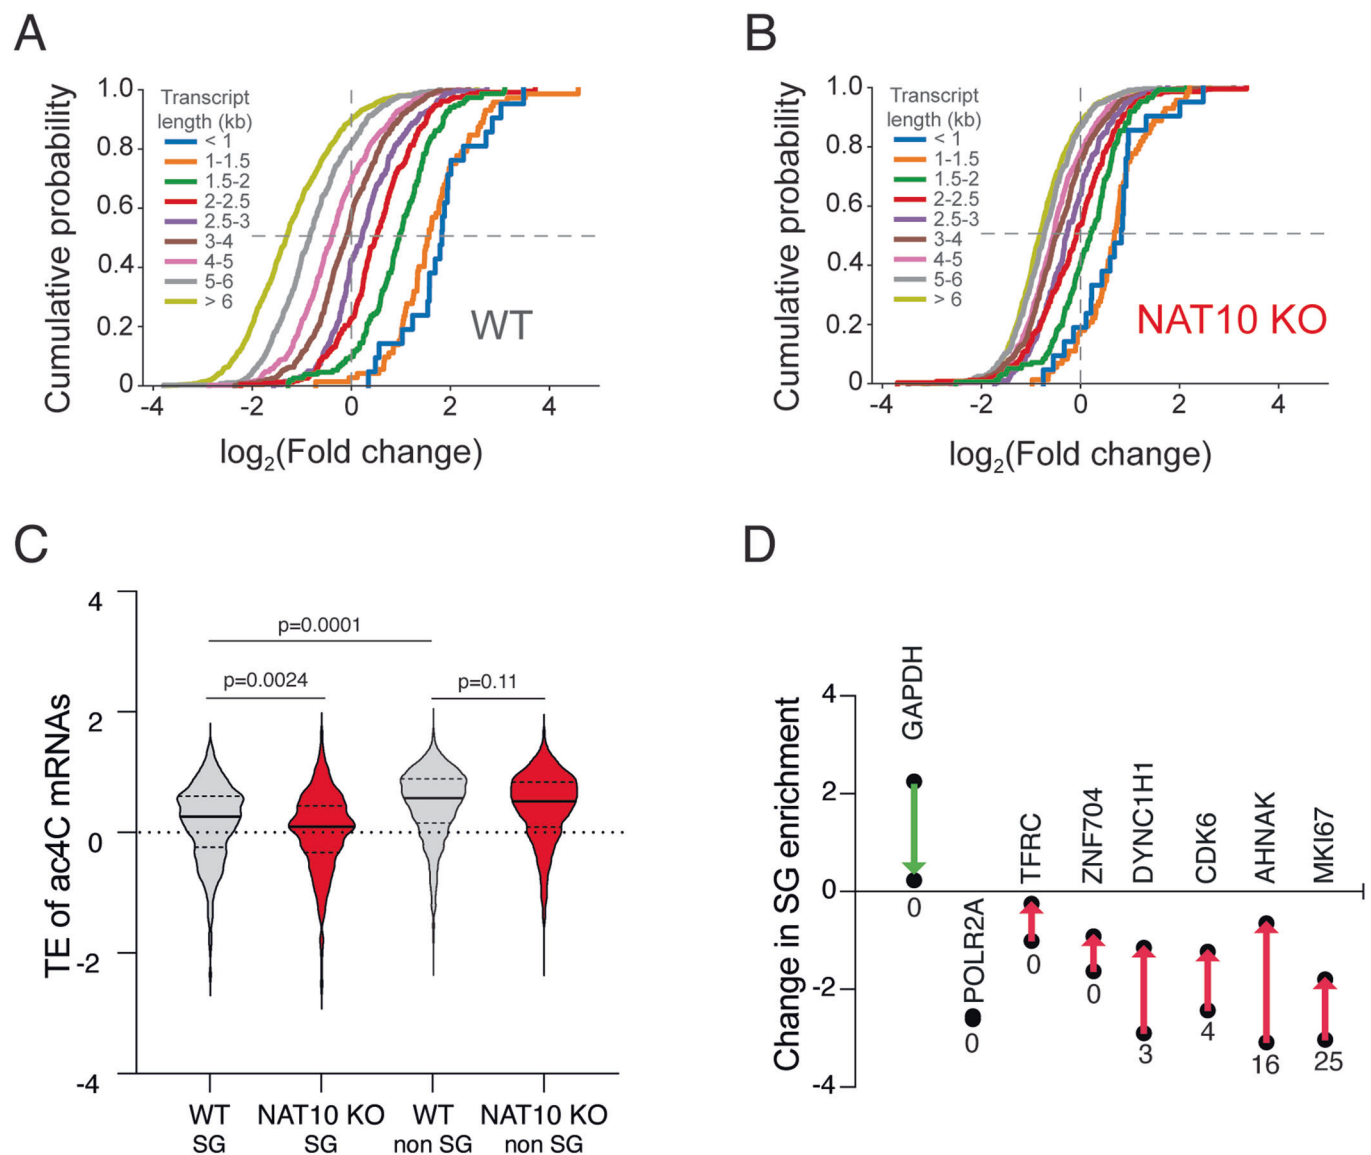 A
Cumulative probability
1.0
0.8
0.6
0.4
0.2
0
Transcript
length (kb)
< 1
1-1.5
1.5-2
2-2.5
2.5-3
3-4
4-5
5-6
> 6
WT
-4
-2
0
2
4
log2(Fold change)
B
Cumulative probability
1.0
0.8
0.6
0.4
0.2
0
Transcript
length (kb)
< 1
1-1.5
1.5-2
2-2.5
2.5-3
3-4
4-5
5-6
> 6
NAT10 KO
-4
-2
0
2
4
log2(Fold change)
C
TE of ac4C mRNAs
4
2
0
-2
-4
p=0.0001
p=0.0024
p=0.11
WT
SG
NAT10 KO
SG
WT
non SG
NAT10 KO
non SG
D
Change in SG enrichment
4
2
0
-2
-4
GAPDH
0
POLR2A
0
TFRC
0
ZNF704
0
DYNC1H1
3
CDK6
4
AHNAK
16
MKI67
25